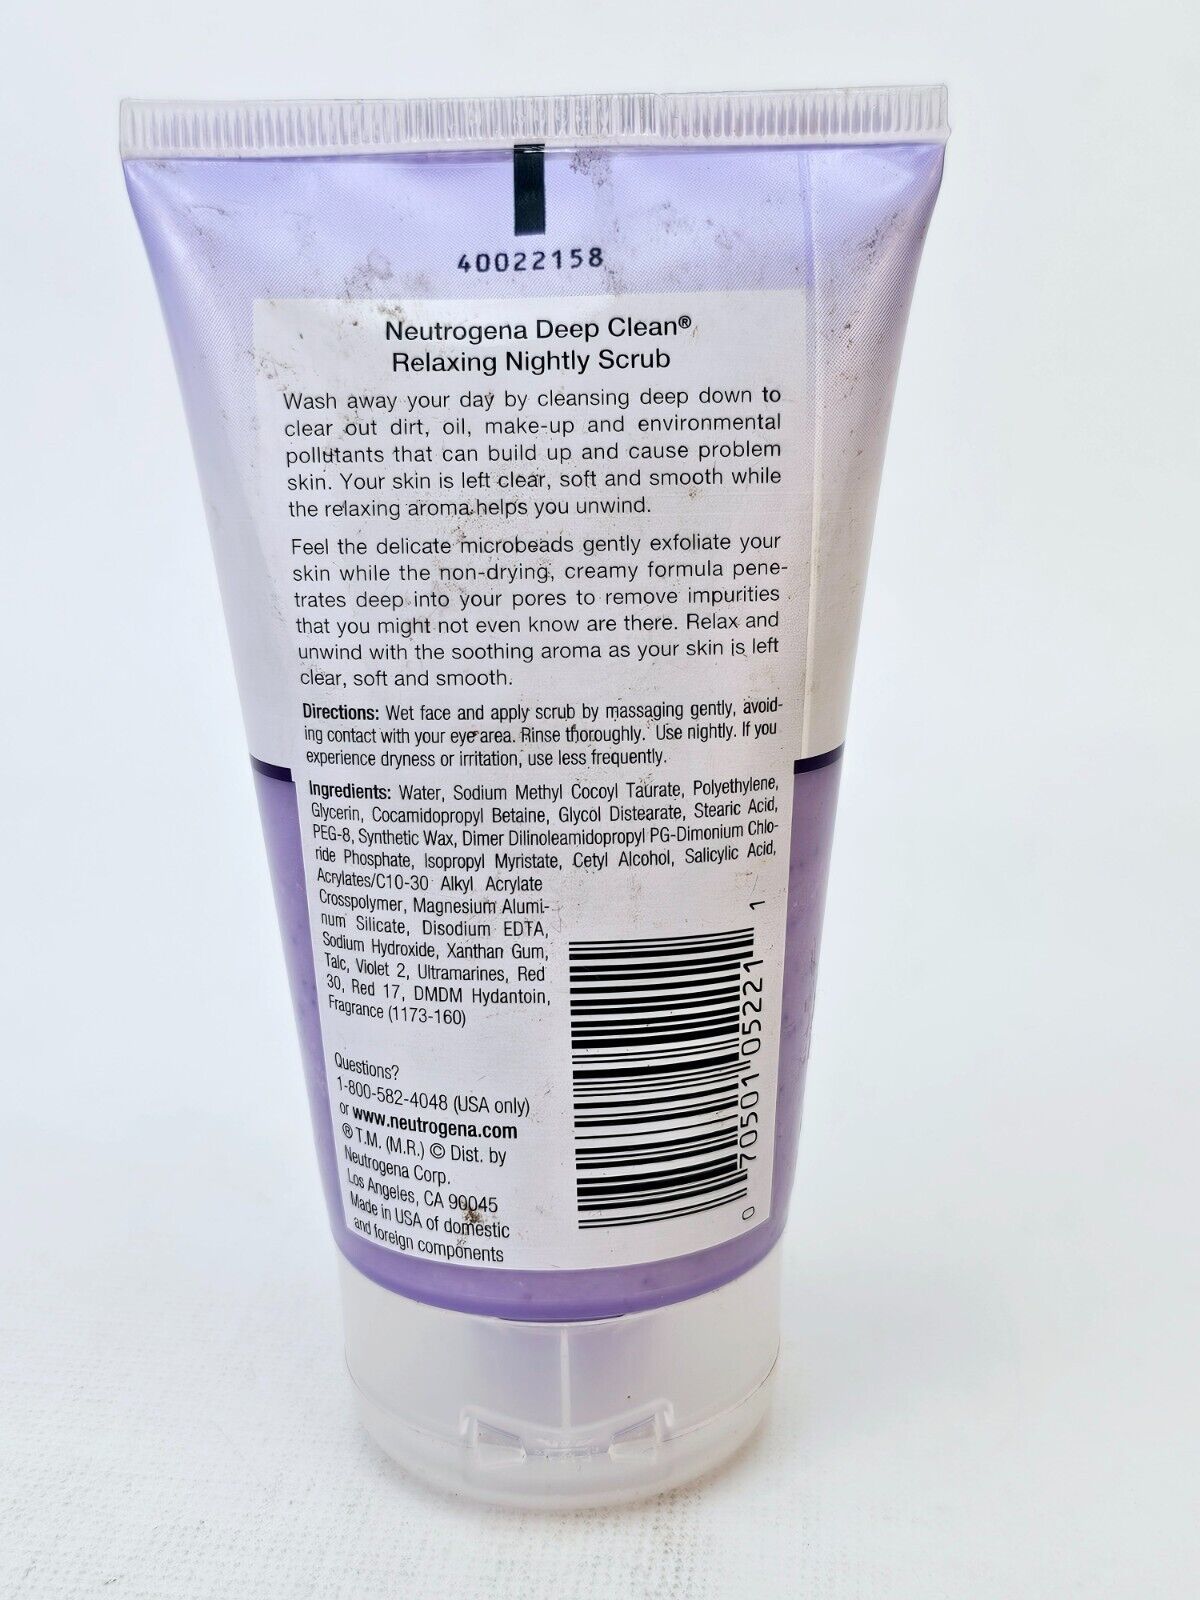 40022158
Neutrogena Deep Clean®
Relaxing Nightly Scrub
Wash away your day by cleansing deep down to
clear out dirt, oil, make-up and environmental
pollutants that can build up and cause problem
skin. Your skin is left clear, soft and smooth while
the relaxing aroma helps you unwind.
Feel the delicate microbeads gently exfoliate your
skin while the non-drying, creamy formula pene-
trates deep into your pores to remove impurities
that you might not even know are there. Relax and
unwind with the soothing aroma as your skin is left
clear, soft and smooth.
Directions: Wet face and apply scrub by massaging gently, avoid-
ing contact with your eye area. Rinse thoroughly. Use nightly. If you
experience dryness or irritation, use less frequently.
Ingredients: Water, Sodium Methyl Cocoyl Taurate, Polyethylene,
Glycerin, Cocamidopropyl Betaine, Glycol Distearate, Stearic Acid,
PEG-8, Synthetic Wax, Dimer Dilinoleamidopropyl PG-Dimonium Chlo-
ride Phosphate, Isopropyl Myristate, Cetyl Alcohol, Salicylic Acid,
Acrylates/C10-30 Alkyl Acrylate
Crosspolymer, Magnesium Alumi-
num Silicate, Disodium EDTA,
Sodium Hydroxide, Xanthan Gum,
Talc, Violet 2, Ultramarines, Red
30, Red 17, DMDM Hydantoin,
Fragrance (1173-160)
Questions?
1-800-582-4048 (USA only)
or www.neutrogena.com
® T.M. (M.R.) © Dist. by
Neutrogena Corp.
Los Angeles, CA 90045
Made in USA of domestic
and foreign components
0 70501 05221 1